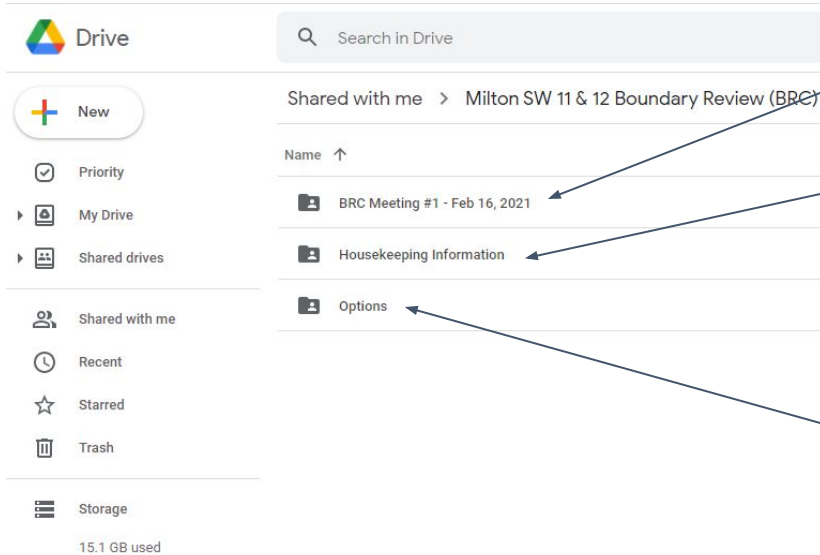 Drive
Search in Drive
New
Shared with me > Milton SW 11 & 12 Boundary Review (BRC)
Name ↑
Priority
My Drive
Shared drives
Shared with me
Recent
Starred
Trash
Storage
15.1 GB used
BRC Meeting #1 - Feb 16, 2021
Housekeeping Information
Options